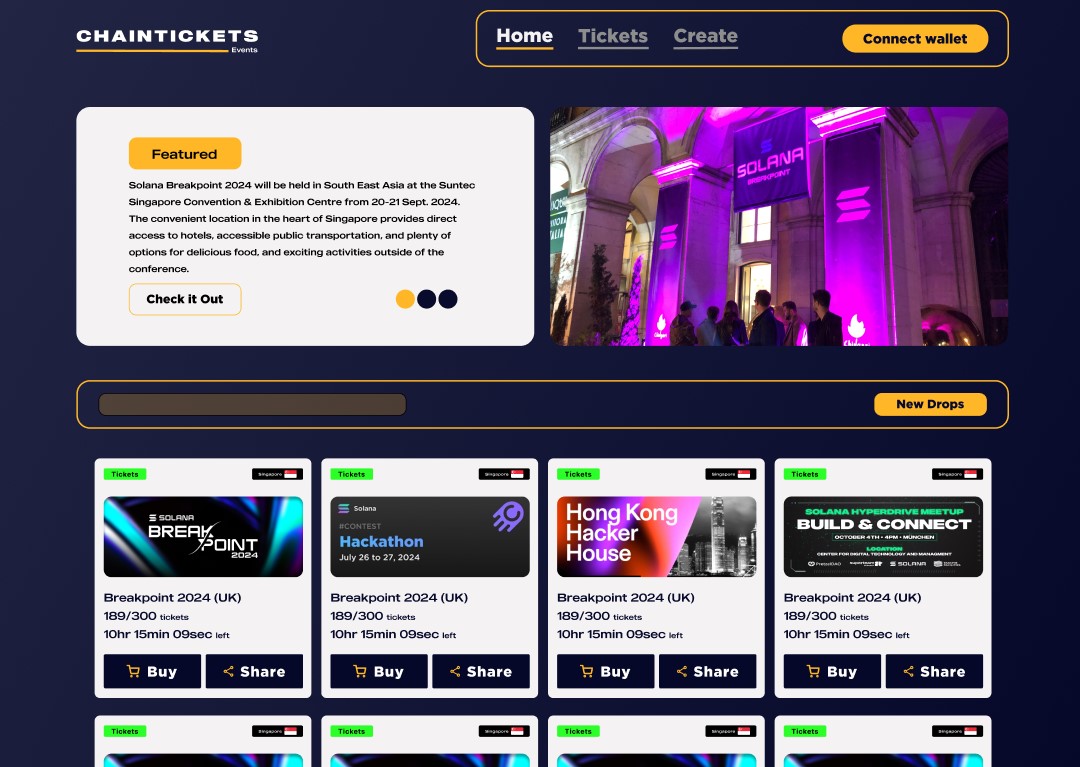 CHAINTICKETS
Events
Home Tickets Create
Connect wallet
Featured
Solana Breakpoint 2024 will be held in South East Asia at the Suntec
Singapore Convention & Exhibition Centre from 20-21 Sept. 2024.
The convenient location in the heart of Singapore provides direct
access to hotels, accessible public transportation, and plenty of
options for delicious food, and exciting activities outside of the
conference.
Check it Out
SOLANA
BREAKPOINT
New Drops
Tickets Singapore
SOLANA
BREAK
POINT
2024
Breakpoint 2024 (UK)
189/300 tickets
10hr 15min 09sec left
Buy Share
Tickets Singapore
Solana
#CONTEST
Hackathon
July 26 to 27, 2024
Breakpoint 2024 (UK)
189/300 tickets
10hr 15min 09sec left
Buy Share
Tickets Singapore
Hong Kong
Hacker
House
Breakpoint 2024 (UK)
189/300 tickets
10hr 15min 09sec left
Buy Share
Tickets Singapore
SOLANA HYPERDRIVE MEETUP
BUILD & CONNECT
OCTOBER 4TH • 4PM • MÜNCHEN
LOCATION
CENTER FOR DIGITAL TECHNOLOGY AND MANAGMENT
SOLANA
Breakpoint 2024 (UK)
189/300 tickets
10hr 15min 09sec left
Buy Share
Tickets Singapore
Tickets Singapore
Tickets Singapore
Tickets Singapore